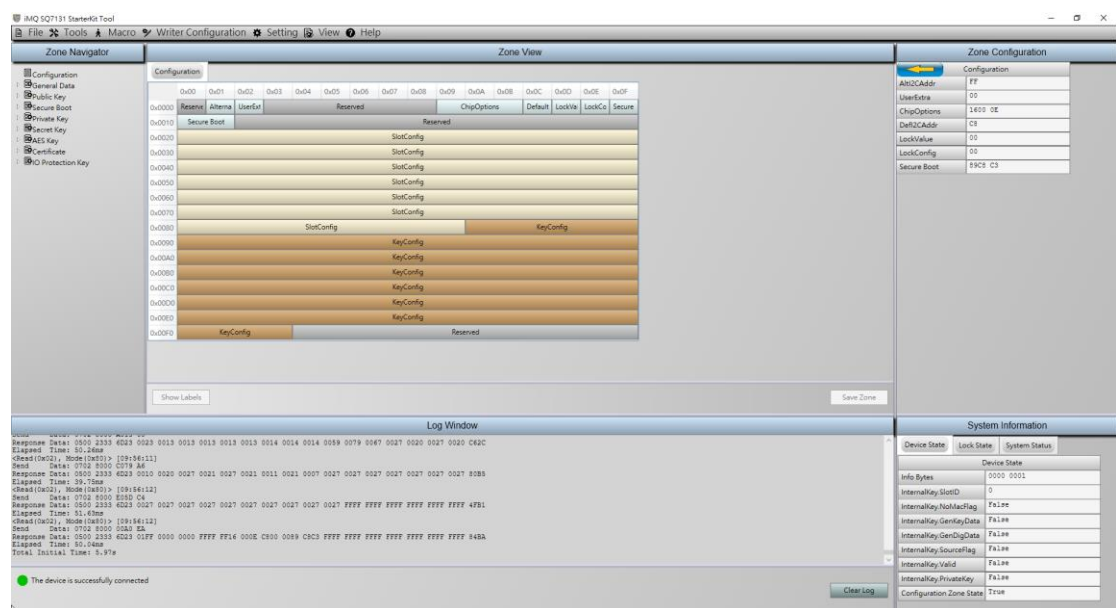 iMQ SQ7131 StarterKit Tool
File Tools Macro Writer Configuration Setting View Help
Zone Navigator
Configuration
General Data
Public Key
Secure Boot
Private Key
Secret Key
AES Key
Certificate
IO Protection Key
Zone View
Configuration
0x00 0x01 0x02 0x03 0x04 0x05 0x06 0x07 0x08 0x09 0x0A 0x0B 0x0C 0x0D 0x0E 0x0F
0x0000 Reserv Alterna UserExt Reserved ChipOptions Default LockVa LockCo Secure
0x0010 Secure Boot Reserved
0x0020 SlotConfig
0x0030 SlotConfig
0x0040 SlotConfig
0x0050 SlotConfig
0x0060 SlotConfig
0x0070 SlotConfig
0x0080 SlotConfig KeyConfig
0x0090 KeyConfig
0x00A0 KeyConfig
0x00B0 KeyConfig
0x00C0 KeyConfig
0x00D0 KeyConfig
0x00E0 KeyConfig
0x00F0 KeyConfig Reserved
Show Labels
Save Zone
Zone Configuration
Configuration
AltI2CAddr FF
UserExtra 00
ChipOptions 1600 0E
DefI2CAddr C8
LockValue 00
LockConfig 00
Secure Boot 89C8 C3
Log Window
Response Data: 0500 2333 6D23 0023 0013 0013 0013 0013 0013 0014 0014 0014 0059 0079 0067 0027 0020 0027 0020 C62C
Elapsed Time: 50.26ms
<Read(0x02), Mode(0x80)> [09:56:11]
Send Data: 0702 8000 C079 A6
Response Data: 0500 2333 6D23 0010 0020 0027 0021 0027 0021 0011 0021 0007 0027 0027 0027 0027 0027 0027 0027 80B5
Elapsed Time: 39.75ms
<Read(0x02), Mode(0x80)> [09:56:12]
Send Data: 0702 8000 E05D C4
Response Data: 0500 2333 6D23 0027 0027 0027 0027 0027 0027 0027 0027 0027 0027 FFFF FFFF FFFF FFFF FFFF FFFF 4FB1
Elapsed Time: 51.63ms
<Read(0x02), Mode(0x80)> [09:56:12]
Send Data: 0702 8000 00A0 EA
Response Data: 0500 2333 6D23 01FF 0000 0000 FFFF FF16 000E C800 0089 C8C3 FFFF FFFF FFFF FFFF FFFF FFFF FFFF 84BA
Elapsed Time: 50.04ms
Total Initial Time: 5.97s
The device is successfully connected
Clear Log
System Information
Device State Lock State System Status
Device State
Info Bytes 0000 0001
InternalKey.SlotID 0
InternalKey.NoMacFlag False
InternalKey.GenKeyData False
InternalKey.GenDigData False
InternalKey.SourceFlag False
InternalKey.Valid False
InternalKey.PrivateKey False
Configuration Zone State True